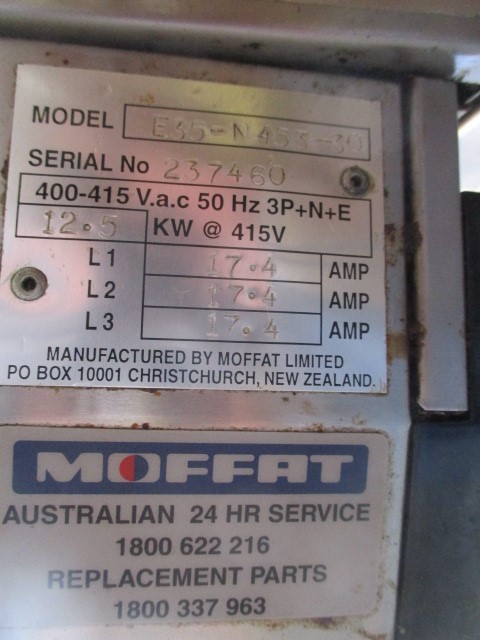 MODEL E35-N453-30
SERIAL No 237460
400-415 V.a.c 50 Hz 3P+N+E
12.5 KW @ 415V
L1 17.4 AMP
L2 17.4 AMP
L3 17.4 AMP
MANUFACTURED BY MOFFAT LIMITED
PO BOX 10001 CHRISTCHURCH, NEW ZEALAND.
MOFFAT
AUSTRALIAN 24 HR SERVICE
1800 622 216
REPLACEMENT PARTS
1800 337 963